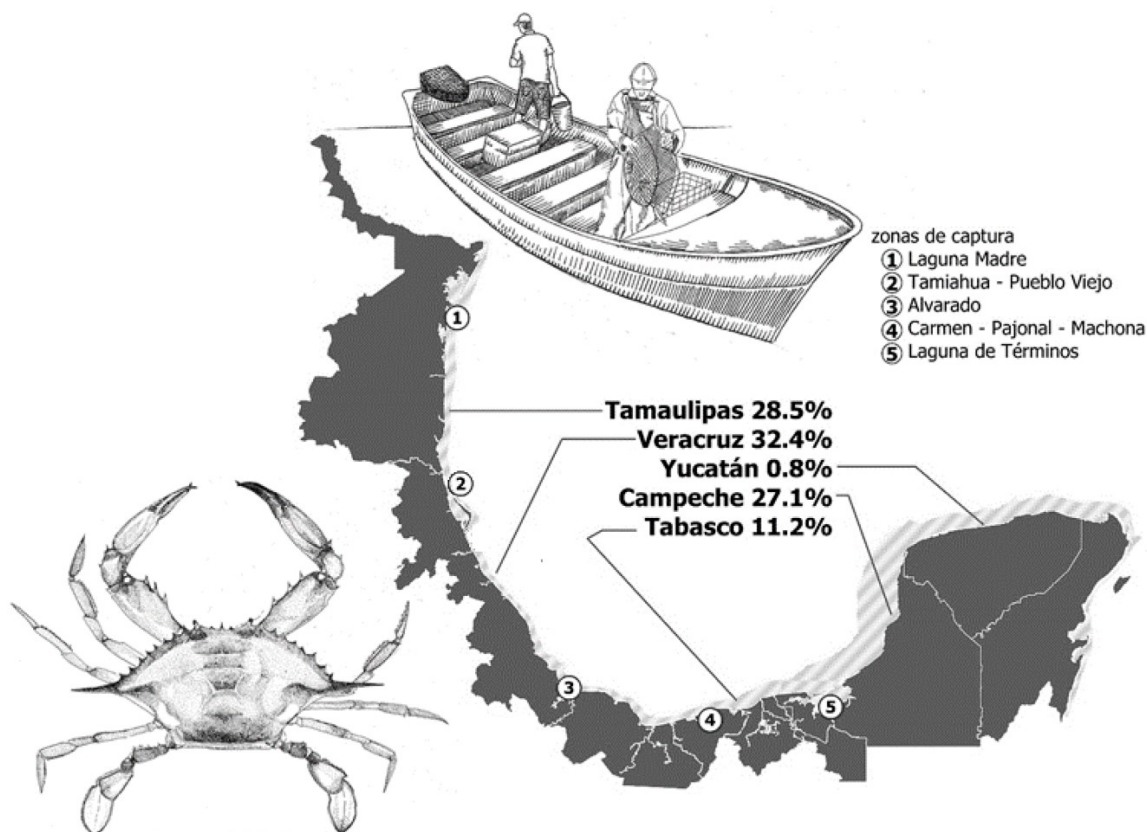 zonas de captura
1 Laguna Madre
2 Tamiahua - Pueblo Viejo
3 Alvarado
4 Carmen - Pajonal - Machona
5 Laguna de Términos
1
Tamaulipas 28.5%
Veracruz 32.4%
Yucatán 0.8%
Campeche 27.1%
Tabasco 11.2%
2
3
4
5